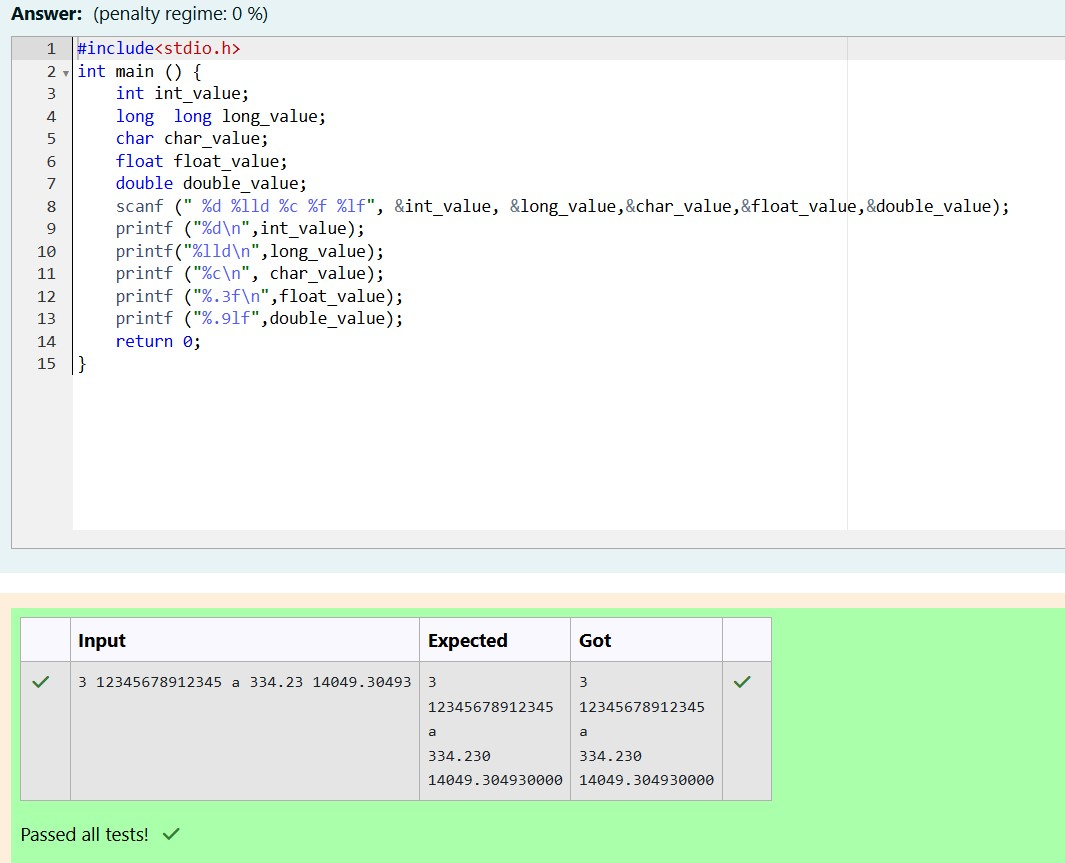 Answer: (penalty regime: 0 %)
1 #include<stdio.h>
2 int main () {
3     int int_value;
4     long  long long_value;
5     char char_value;
6     float float_value;
7     double double_value;
8     scanf (" %d %lld %c %f %lf", &int_value, &long_value,&char_value,&float_value,&double_value);
9     printf ("%d\n",int_value);
10     printf("%lld\n",long_value);
11     printf ("%c\n", char_value);
12     printf ("%.3f\n",float_value);
13     printf ("%.9lf",double_value);
14     return 0;
15 }
Input Expected Got
3 12345678912345 a 334.23 14049.30493 3 3
12345678912345 12345678912345
a a
334.230 334.230
14049.304930000 14049.304930000
Passed all tests!